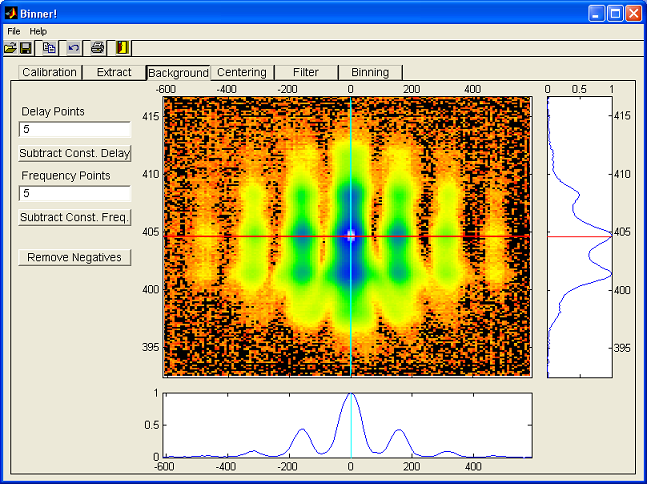 Binner!
File Help
Calibration Extract Background Centering Filter Binning
-600 -400 -200 0 200 400
0 0.5 1
Delay Points
5
Subtract Const. Delay
Frequency Points
5
Subtract Const. Freq.
Remove Negatives
415 415
410 410
405 405
400 400
395 395
1
0.5
0
-600 -400 -200 0 200 400